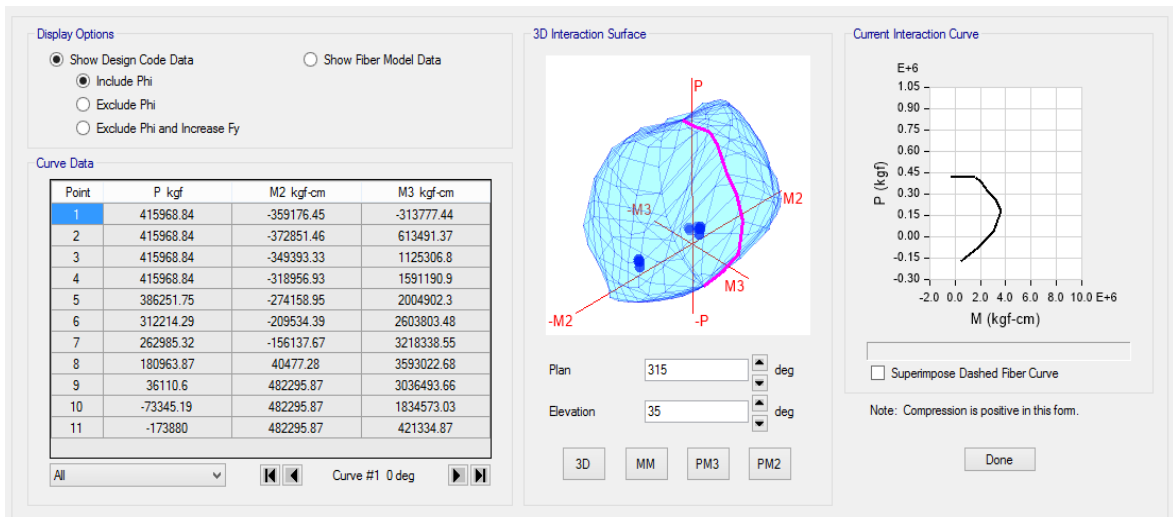 Display Options
Show Design Code Data
Show Fiber Model Data
Include Phi
Exclude Phi
Exclude Phi and Increase Fy
Curve Data
Point P kgf M2 kgf-cm M3 kgf-cm
1 415968.84 -359176.45 -313777.44
2 415968.84 -372851.46 613491.37
3 415968.84 -349393.33 1125306.8
4 415968.84 -318956.93 1591190.9
5 386251.75 -274158.95 2004902.3
6 312214.29 -209534.39 2603803.48
7 262985.32 -156137.67 3218338.55
8 180963.87 40477.28 3593022.68
9 36110.6 482295.87 3036493.66
10 -73345.19 482295.87 1834573.03
11 -173880 482295.87 421334.87
All
Curve #1 0 deg
3D Interaction Surface
P
M2
-M3
M3
-M2
-P
Plan 315 deg
Elevation 35 deg
3D MM PM3 PM2
Current Interaction Curve
E+6
1.05
0.90
0.75
0.60
0.45
0.30
0.15
0.00
-0.15
-0.30
P (kgf)
-2.0 0.0 2.0 4.0 6.0 8.0 10.0 E+6
M (kgf-cm)
Superimpose Dashed Fiber Curve
Note: Compression is positive in this form.
Done